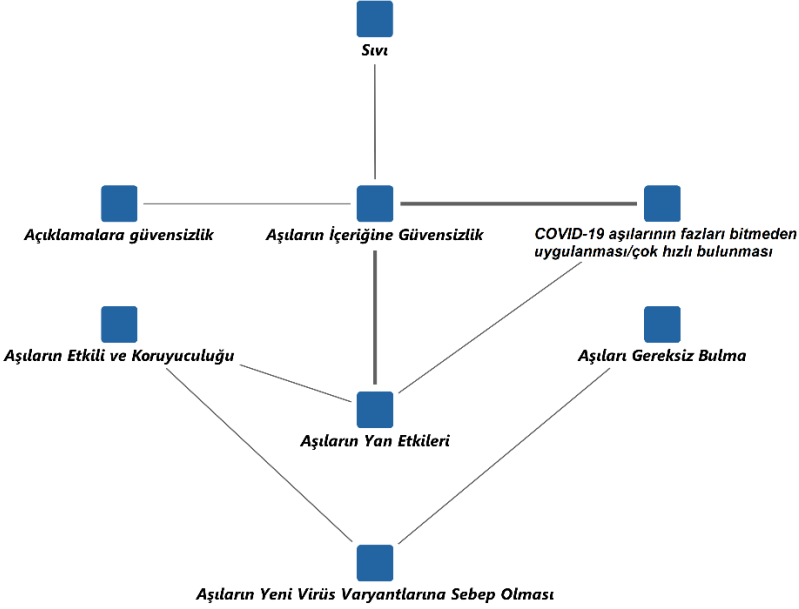 Sıvı
Açıklamalara güvensizlik
Aşıların İçeriğine Güvensizlik
COVID-19 aşılarının fazları bitmeden
uygulanması/çok hızlı bulunması
Aşıların Etkili ve Koruyuculuğu
Aşıları Gereksiz Bulma
Aşıların Yan Etkileri
Aşıların Yeni Virüs Varyantlarına Sebep Olması